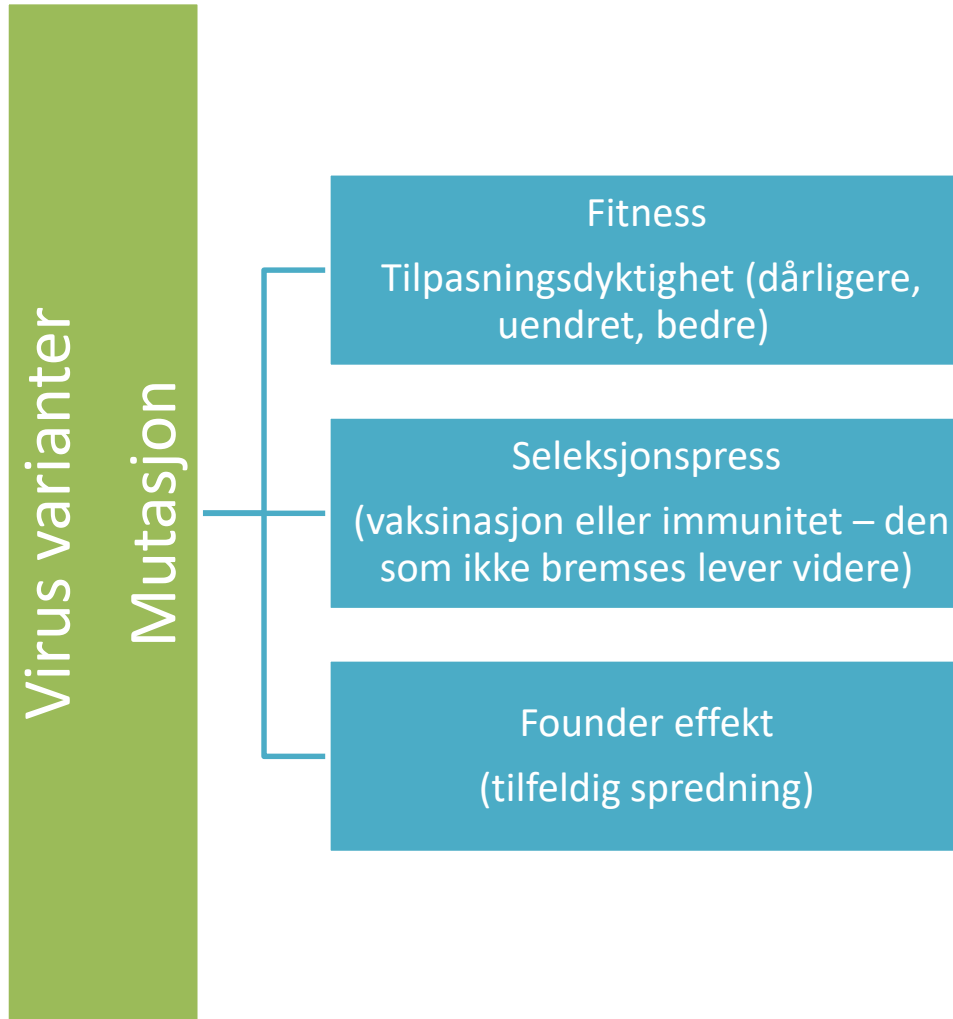 Virus varianter
Mutasjon
Fitness
Tilpasningsdyktighet (dårligere,
uendret, bedre)
Seleksjonspress
(vaksinasjon eller immunitet – den
som ikke bremses lever videre)
Founder effekt
(tilfeldig spredning)